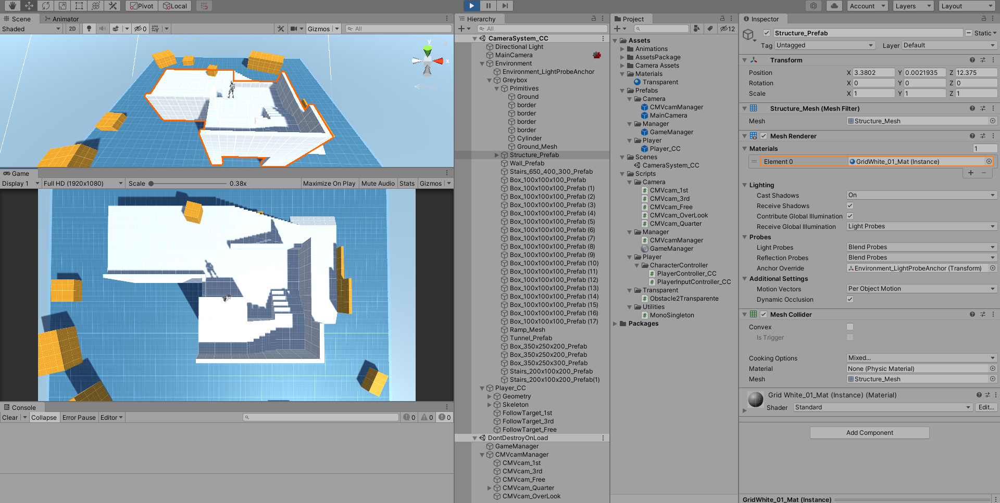 Pivot
Local
Account
Layers
Layout
Scene
Animator
Shaded
2D
0
Gizmos
All
y
x
Game
Display 1
Full HD (1920x1080)
Scale
0.38x
Maximize On Play
Mute Audio
Stats
Gizmos
Console
Clear
Collapse
Error Pause
Editor
0
0
0
Hierarchy
All
CameraSystem_CC
Directional Light
MainCamera
Environment
Environment_LightProbeAnchor
Greybox
Primitives
Ground
border
border
border
border
Cylinder
Ground_Mesh
Structure_Prefab
Wall_Prefab
Stairs_650_400_300_Prefab
Box_100x100x100_Prefab
Box_100x100x100_Prefab (1)
Box_100x100x100_Prefab (2)
Box_100x100x100_Prefab (3)
Box_100x100x100_Prefab (4)
Box_100x100x100_Prefab (5)
Box_100x100x100_Prefab (6)
Box_100x100x100_Prefab (7)
Box_100x100x100_Prefab (8)
Box_100x100x100_Prefab (9)
Box_100x100x100_Prefab (10)
Box_100x100x100_Prefab (11)
Box_100x100x100_Prefab (12)
Box_100x100x100_Prefab (13)
Box_100x100x100_Prefab (14)
Box_100x100x100_Prefab (15)
Box_100x100x100_Prefab (16)
Box_100x100x100_Prefab (17)
Ramp_Mesh
Tunnel_Prefab
Box_350x250x200_Prefab
Box_350x250x200_Prefab
Box_350x250x300_Prefab
Stairs_200x100x200_Prefab
Stairs_200x100x200_Prefab(1)
Player_CC
Geometry
Skeleton
FollowTarget_1st
FollowTarget_3rd
FollowTarget_Free
DontDestroyOnLoad
GameManager
CMVcamManager
CMVcam_1st
CMVcam_3rd
CMVcam_Free
CMVcam_Quarter
CMVcam_OverLook
Project
12
Assets
Animations
AssetsPackage
Camera Assets
Materials
Transparent
Prefabs
Camera
CMVcamManager
MainCamera
Manager
GameManager
Player
Player_CC
Scenes
CameraSystem_CC
Scripts
Camera
CMVcam_1st
CMVcam_3rd
CMVcam_Free
CMVcam_OverLook
CMVcam_Quarter
Manager
CMVcamManager
GameManager
Player
CharacterController
PlayerController_CC
PlayerInputController_CC
Transparent
Obstacle2Transparente
Utilities
MonoSingleton
Packages
Inspector
Structure_Prefab
Static
Tag Untagged
Layer Default
Transform
Position X 3.3802 Y 0.0021935 Z 12.375
Rotation X 0 Y 0 Z 0
Scale X 1 Y 1 Z 1
Structure_Mesh (Mesh Filter)
Mesh Structure_Mesh
Mesh Renderer
Materials 1
Element 0 GridWhite_01_Mat (Instance)
Lighting
Cast Shadows On
Receive Shadows
Contribute Global Illumination
Receive Global Illumination Light Probes
Probes
Light Probes Blend Probes
Reflection Probes Blend Probes
Anchor Override Environment_LightProbeAnchor (Transform)
Additional Settings
Motion Vectors Per Object Motion
Dynamic Occlusion
Mesh Collider
Convex
Is Trigger
Cooking Options Mixed...
Material None (Physic Material)
Mesh Structure_Mesh
Grid White_01_Mat (Instance) (Material)
Shader Standard Edit...
Add Component
GridWhite_01_Mat (Instance)